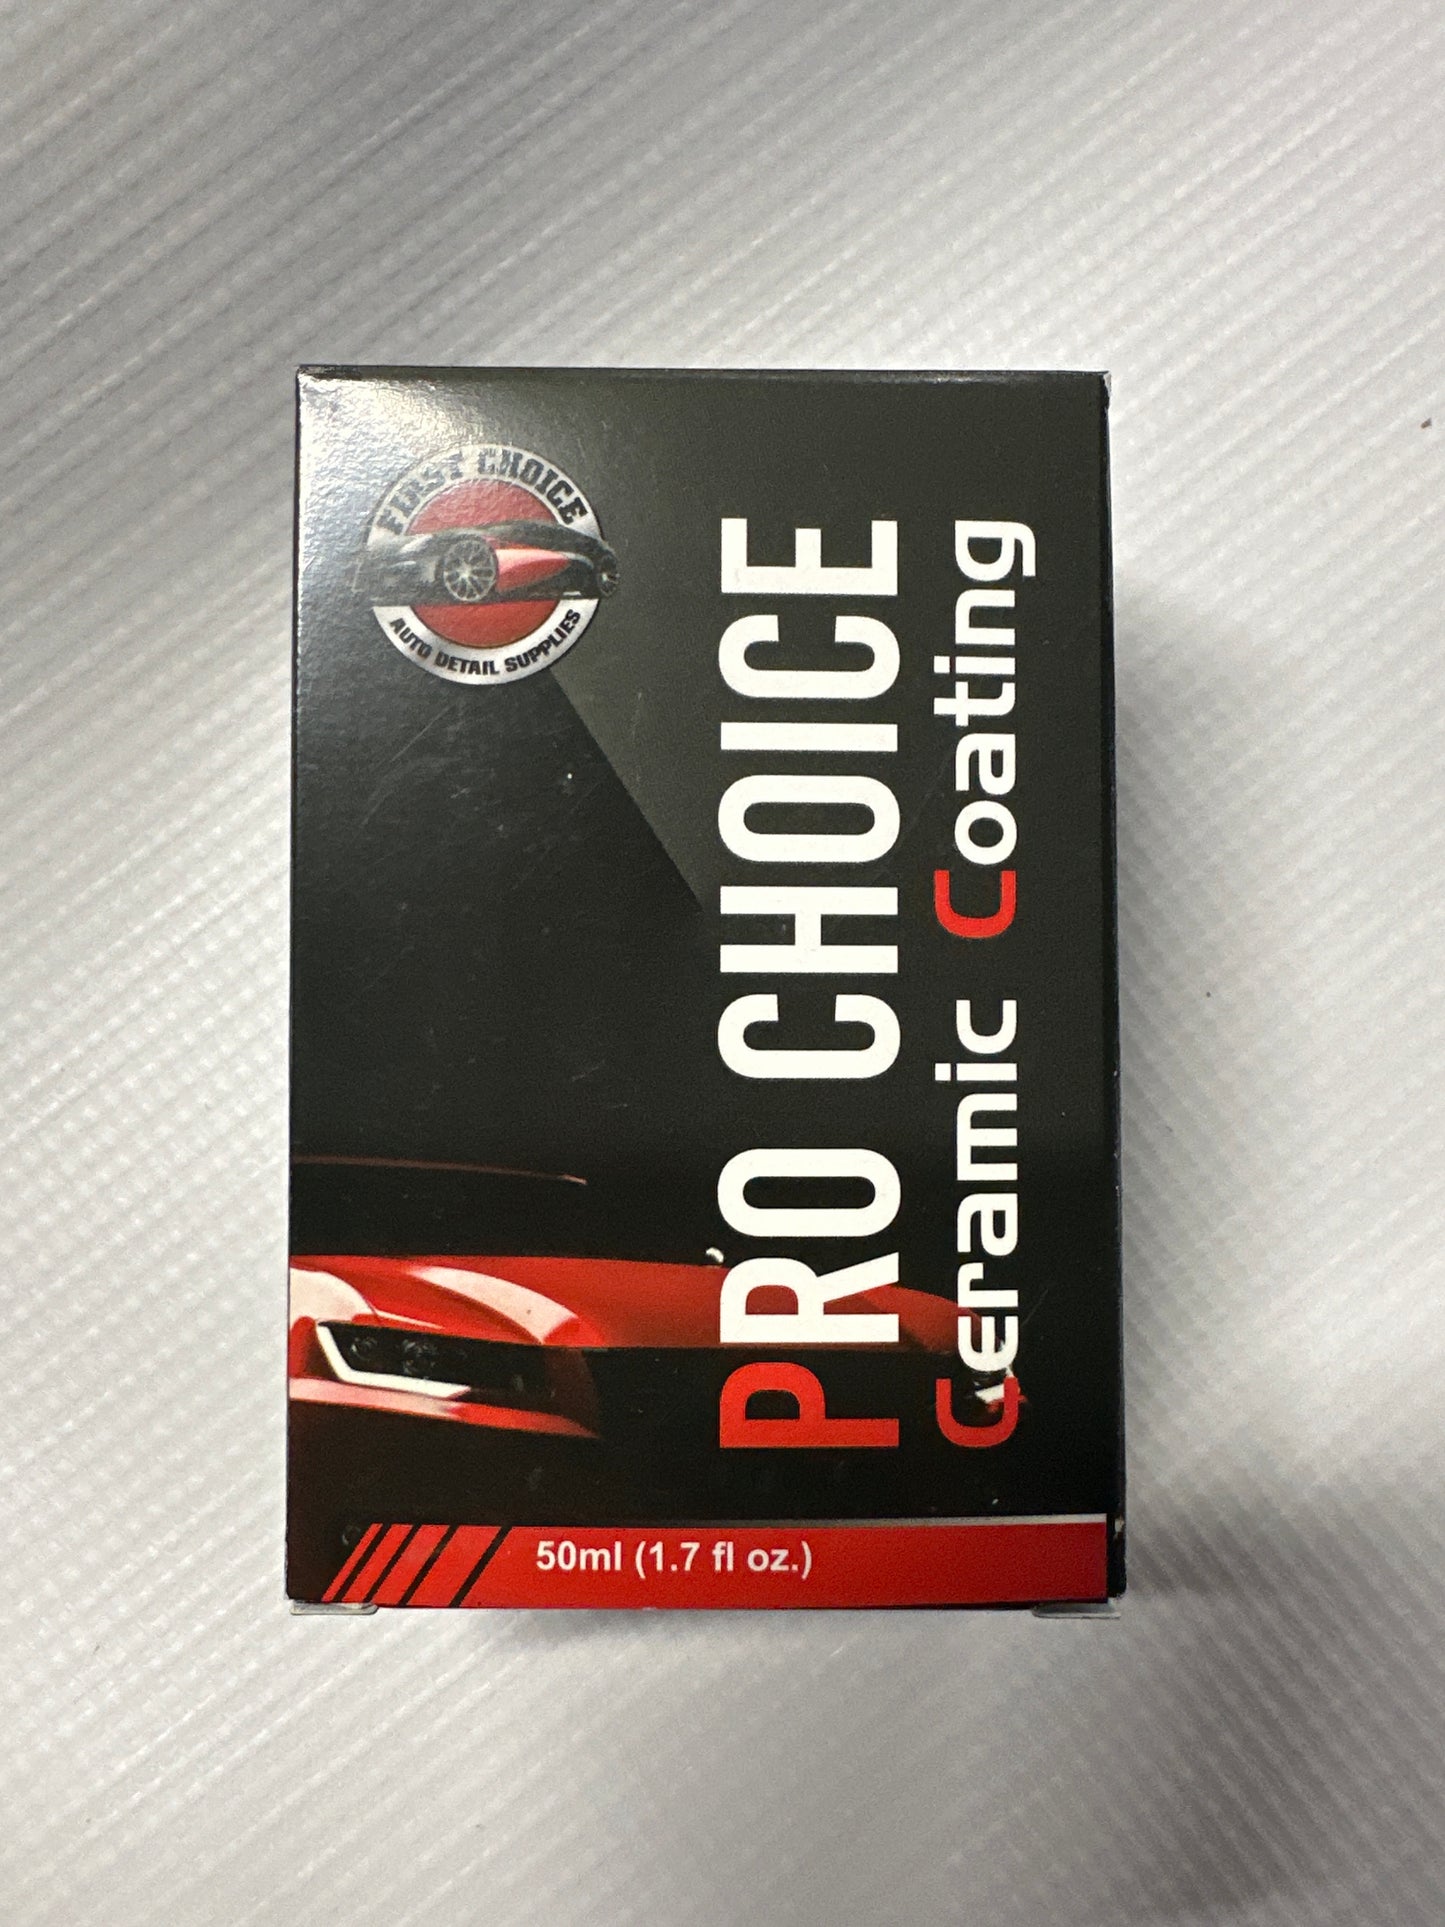 FIRST CHOICE
AUTO DETAIL SUPPLIES
PRO CHOICE
Ceramic Coating
50ml (1.7 fl oz.)